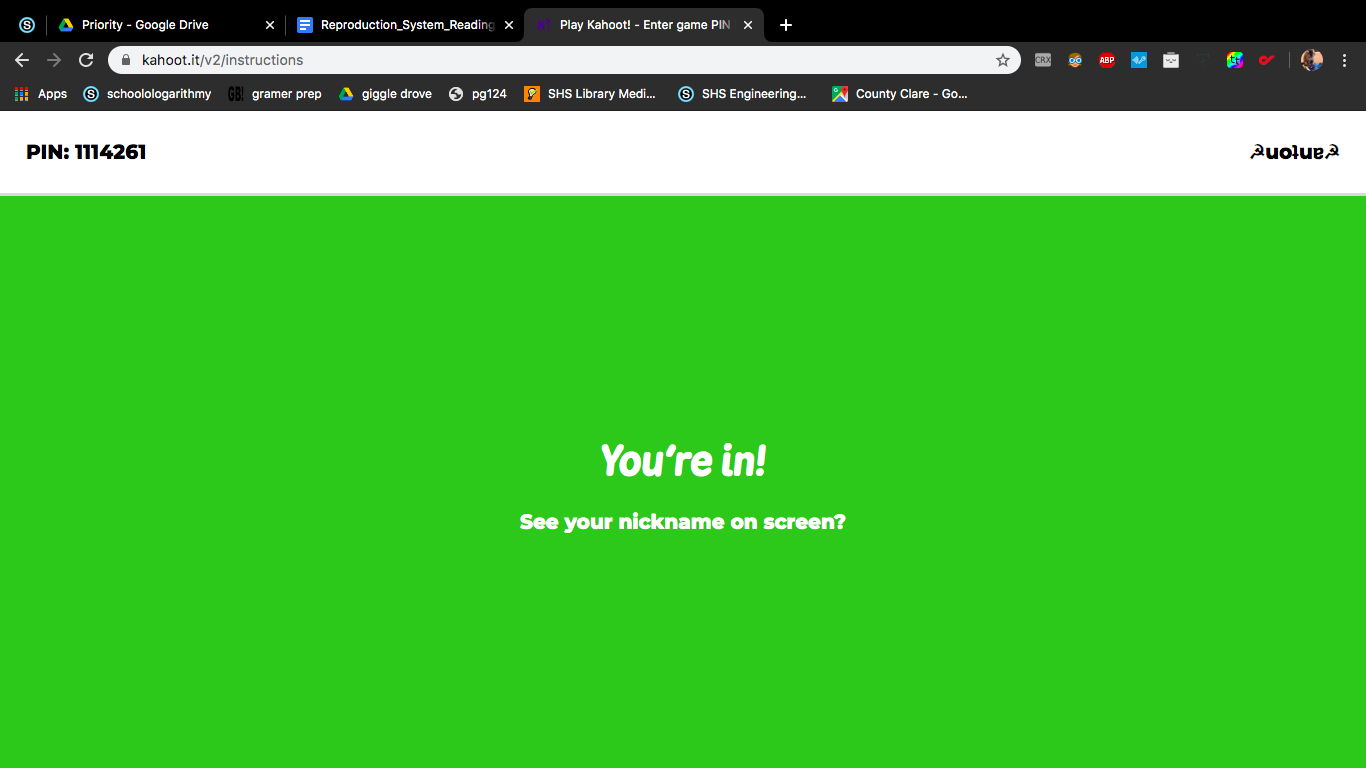 Priority - Google Drive
Reproduction_System_Reading
Play Kahoot! - Enter game PIN
kahoot.it/v2/instructions
CRX
ABP
Apps
schoolologarithmy
GB!
gramer prep
giggle drove
pg124
SHS Library Medi...
SHS Engineering...
County Clare - Go...
PIN: 1114261
You're in!
See your nickname on screen?